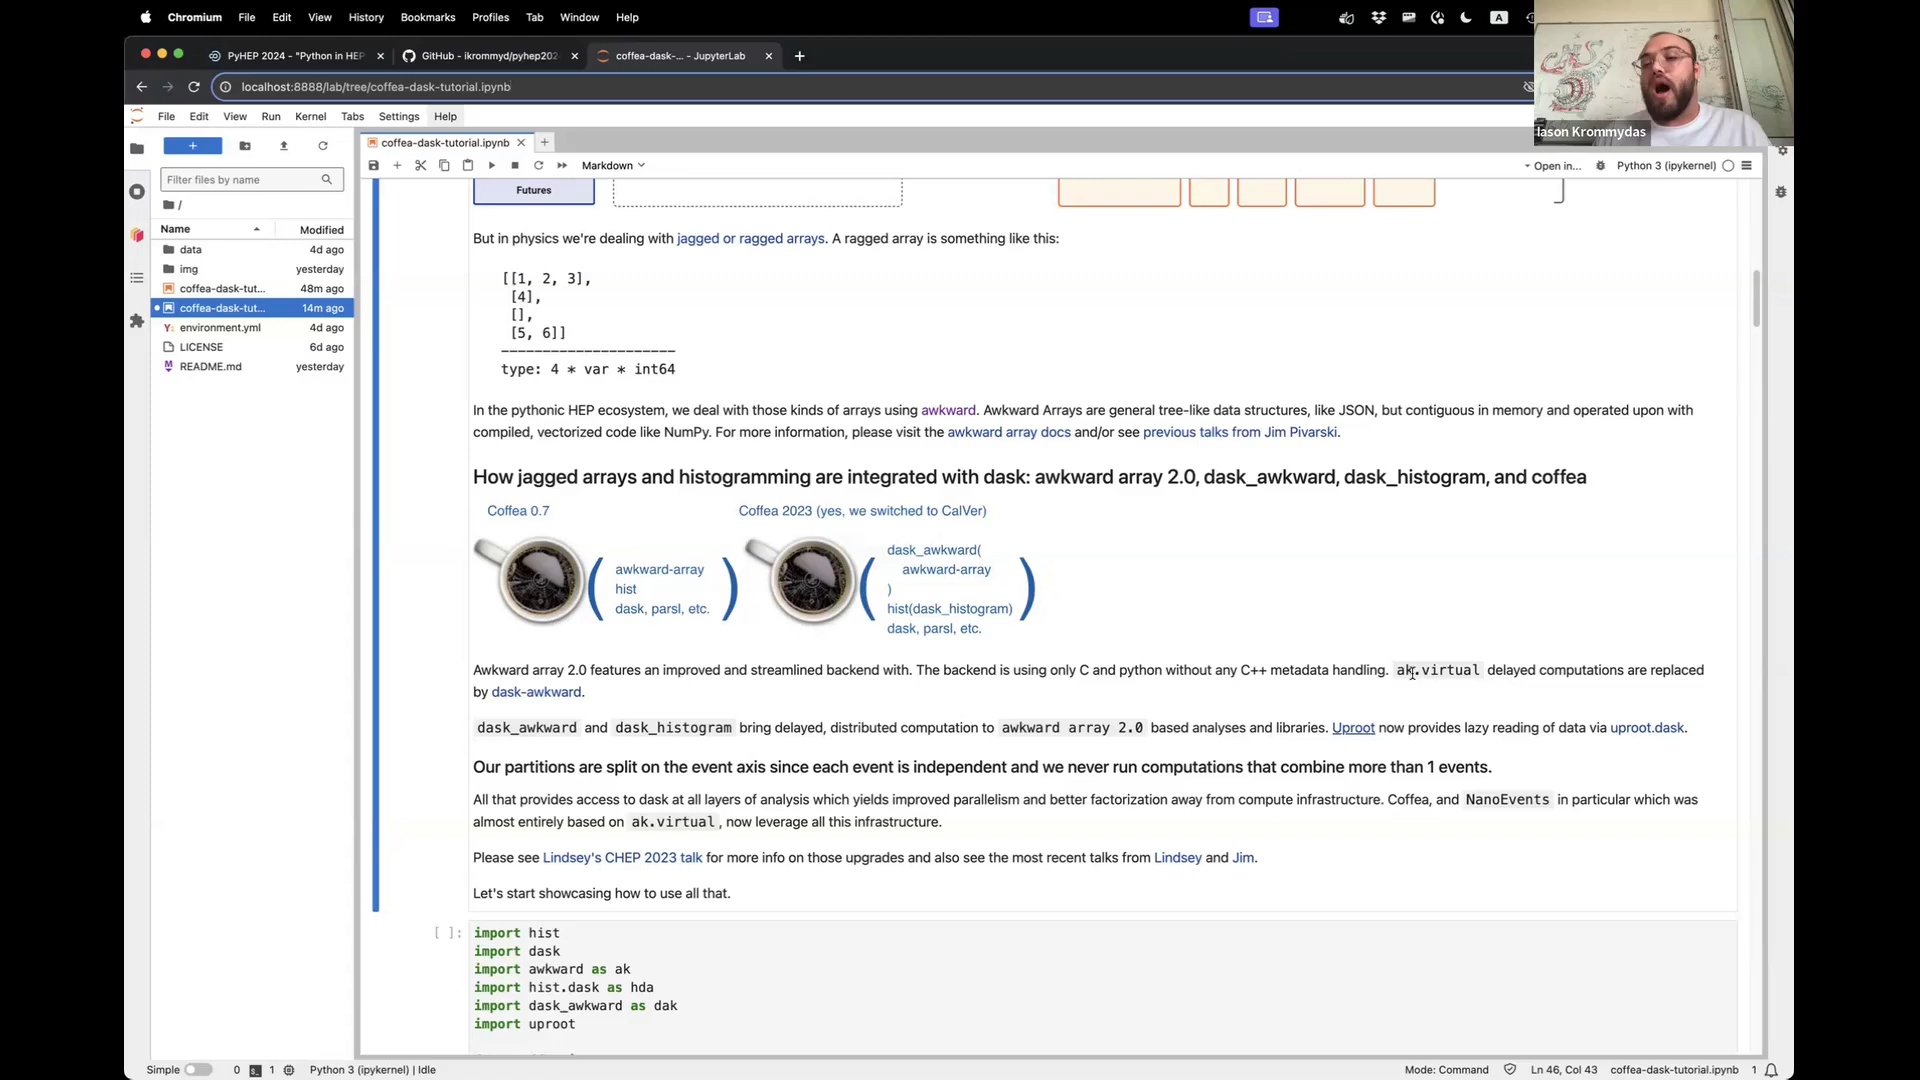 Chromium File Edit View History Bookmarks Profiles Tab Window Help
A
PyHEP 2024 - "Python in HEP
GitHub - ikrommyd/pyhep202
coffea-dask-... - JupyterLab
localhost:8888/lab/tree/coffea-dask-tutorial.ipynb
Iason Krommydas
File Edit View Run Kernel Tabs Settings Help
coffea-dask-tutorial.ipynb
Markdown
Open in...
Python 3 (ipykernel)
Filter files by name
/
Name Modified
data 4d ago
img yesterday
coffea-dask-tut... 48m ago
coffea-dask-tut... 14m ago
environment.yml 4d ago
LICENSE 6d ago
README.md yesterday
Futures
But in physics we're dealing with jagged or ragged arrays. A ragged array is something like this:
[[1, 2, 3],
[4],
[],
[5, 6]]
---------------------
type: 4 * var * int64
In the pythonic HEP ecosystem, we deal with those kinds of arrays using awkward. Awkward Arrays are general tree-like data structures, like JSON, but contiguous in memory and operated upon with
compiled, vectorized code like NumPy. For more information, please visit the awkward array docs and/or see previous talks from Jim Pivarski.
How jagged arrays and histogramming are integrated with dask: awkward array 2.0, dask_awkward, dask_histogram, and coffea
Coffea 0.7
awkward-array
hist
dask, parsl, etc.
Coffea 2023 (yes, we switched to CalVer)
dask_awkward(
awkward-array
)
hist(dask_histogram)
dask, parsl, etc.
Awkward array 2.0 features an improved and streamlined backend with. The backend is using only C and python without any C++ metadata handling. ak.virtual delayed computations are replaced
by dask-awkward.
dask_awkward and dask_histogram bring delayed, distributed computation to awkward array 2.0 based analyses and libraries. Uproot now provides lazy reading of data via uproot.dask.
Our partitions are split on the event axis since each event is independent and we never run computations that combine more than 1 events.
All that provides access to dask at all layers of analysis which yields improved parallelism and better factorization away from compute infrastructure. Coffea, and NanoEvents in particular which was
almost entirely based on ak.virtual, now leverage all this infrastructure.
Please see Lindsey's CHEP 2023 talk for more info on those upgrades and also see the most recent talks from Lindsey and Jim.
Let's start showcasing how to use all that.
[ ]:
import hist
import dask
import awkward as ak
import hist.dask as hda
import dask_awkward as dak
import uproot
Simple 0 1 Python 3 (ipykernel) | Idle
Mode: Command Ln 46, Col 43 coffea-dask-tutorial.ipynb 1